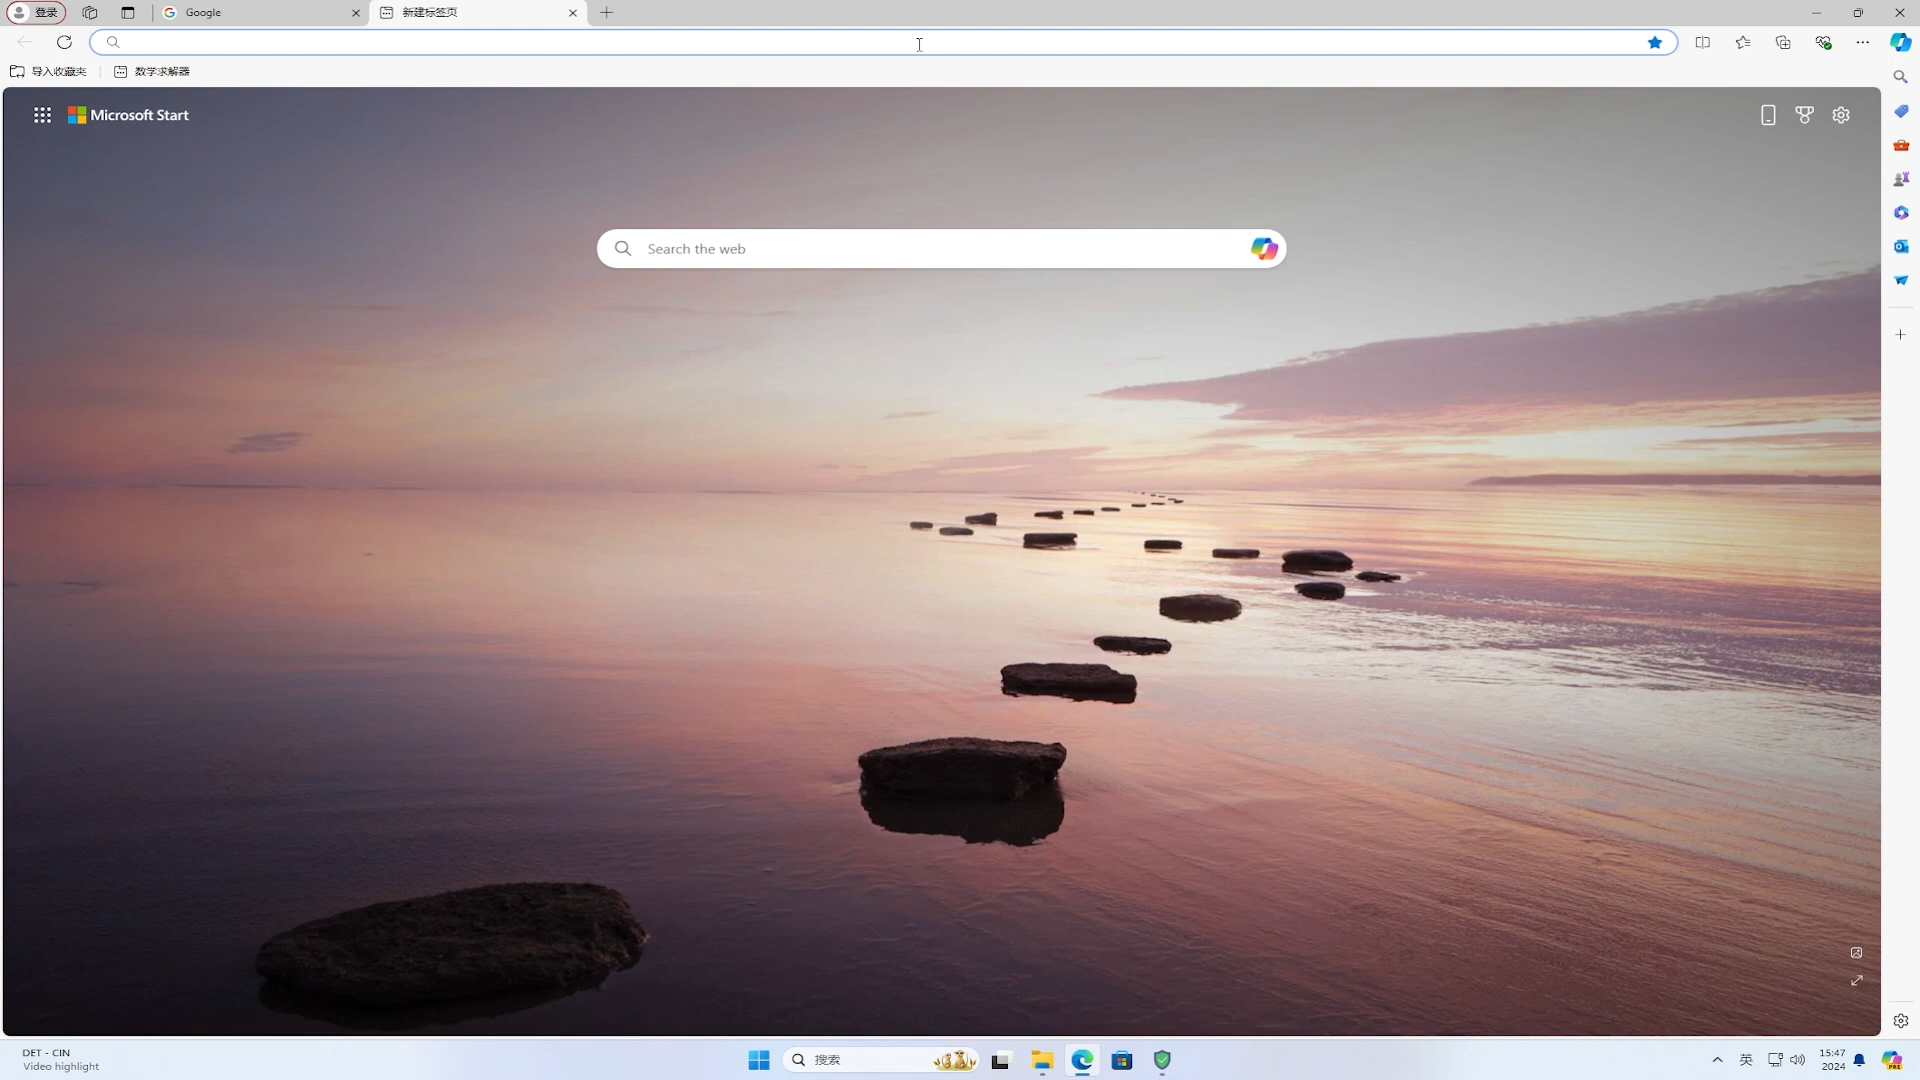 登录
Google
新建标签页
导入收藏夹
数学求解器
Microsoft Start
Search the web
DET - CIN
Video highlight
搜索
英
15:47
2024
PRE